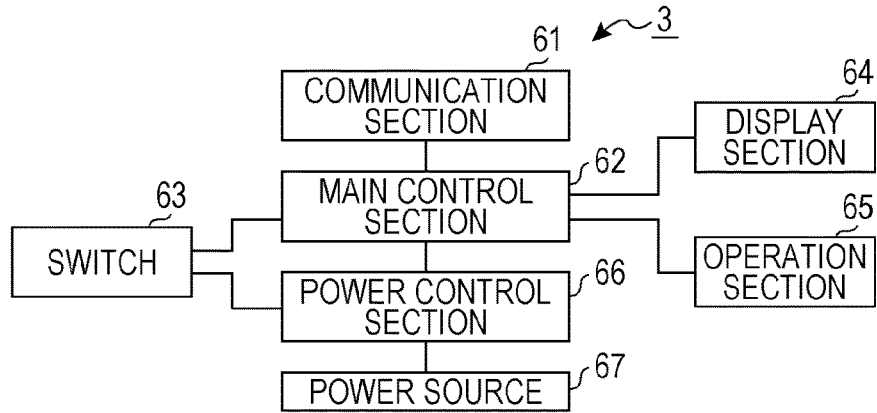 3
61
COMMUNICATION
SECTION
64
DISPLAY
SECTION
62
MAIN CONTROL
SECTION
63
SWITCH
65
OPERATION
SECTION
66
POWER CONTROL
SECTION
67
POWER SOURCE